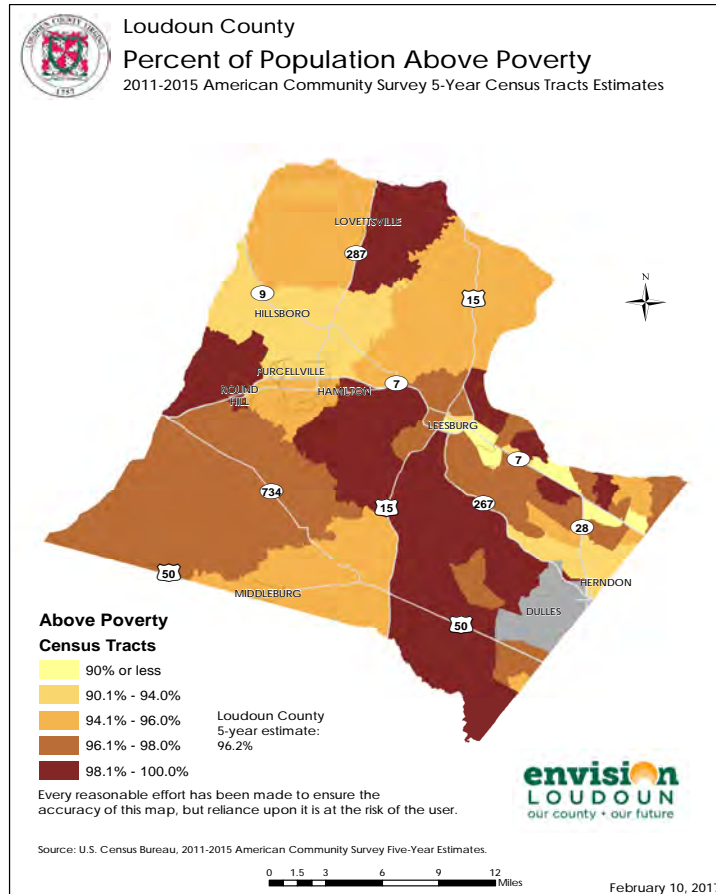 LOUDOUN COUNTY VIRGINIA
1757
Loudoun County
Percent of Population Above Poverty
2011-2015 American Community Survey 5-Year Census Tracts Estimates
LOVETTSVILLE
287
9
15
N
HILLSBORO
PURCELLVILLE
ROUND
HILL
HAMILTON
7
LEESBURG
7
734
15
267
28
50
HERNDON
MIDDLEBURG
DULLES
50
Above Poverty
Census Tracts
90% or less
90.1% - 94.0%
94.1% - 96.0%
96.1% - 98.0%
98.1% - 100.0%
Loudoun County
5-year estimate:
96.2%
Every reasonable effort has been made to ensure the
accuracy of this map, but reliance upon it is at the risk of the user.
envision
LOUDOUN
our county • our future
Source: U.S. Census Bureau, 2011-2015 American Community Survey Five-Year Estimates.
0 1.5 3 6 9 12
Miles
February 10, 2017